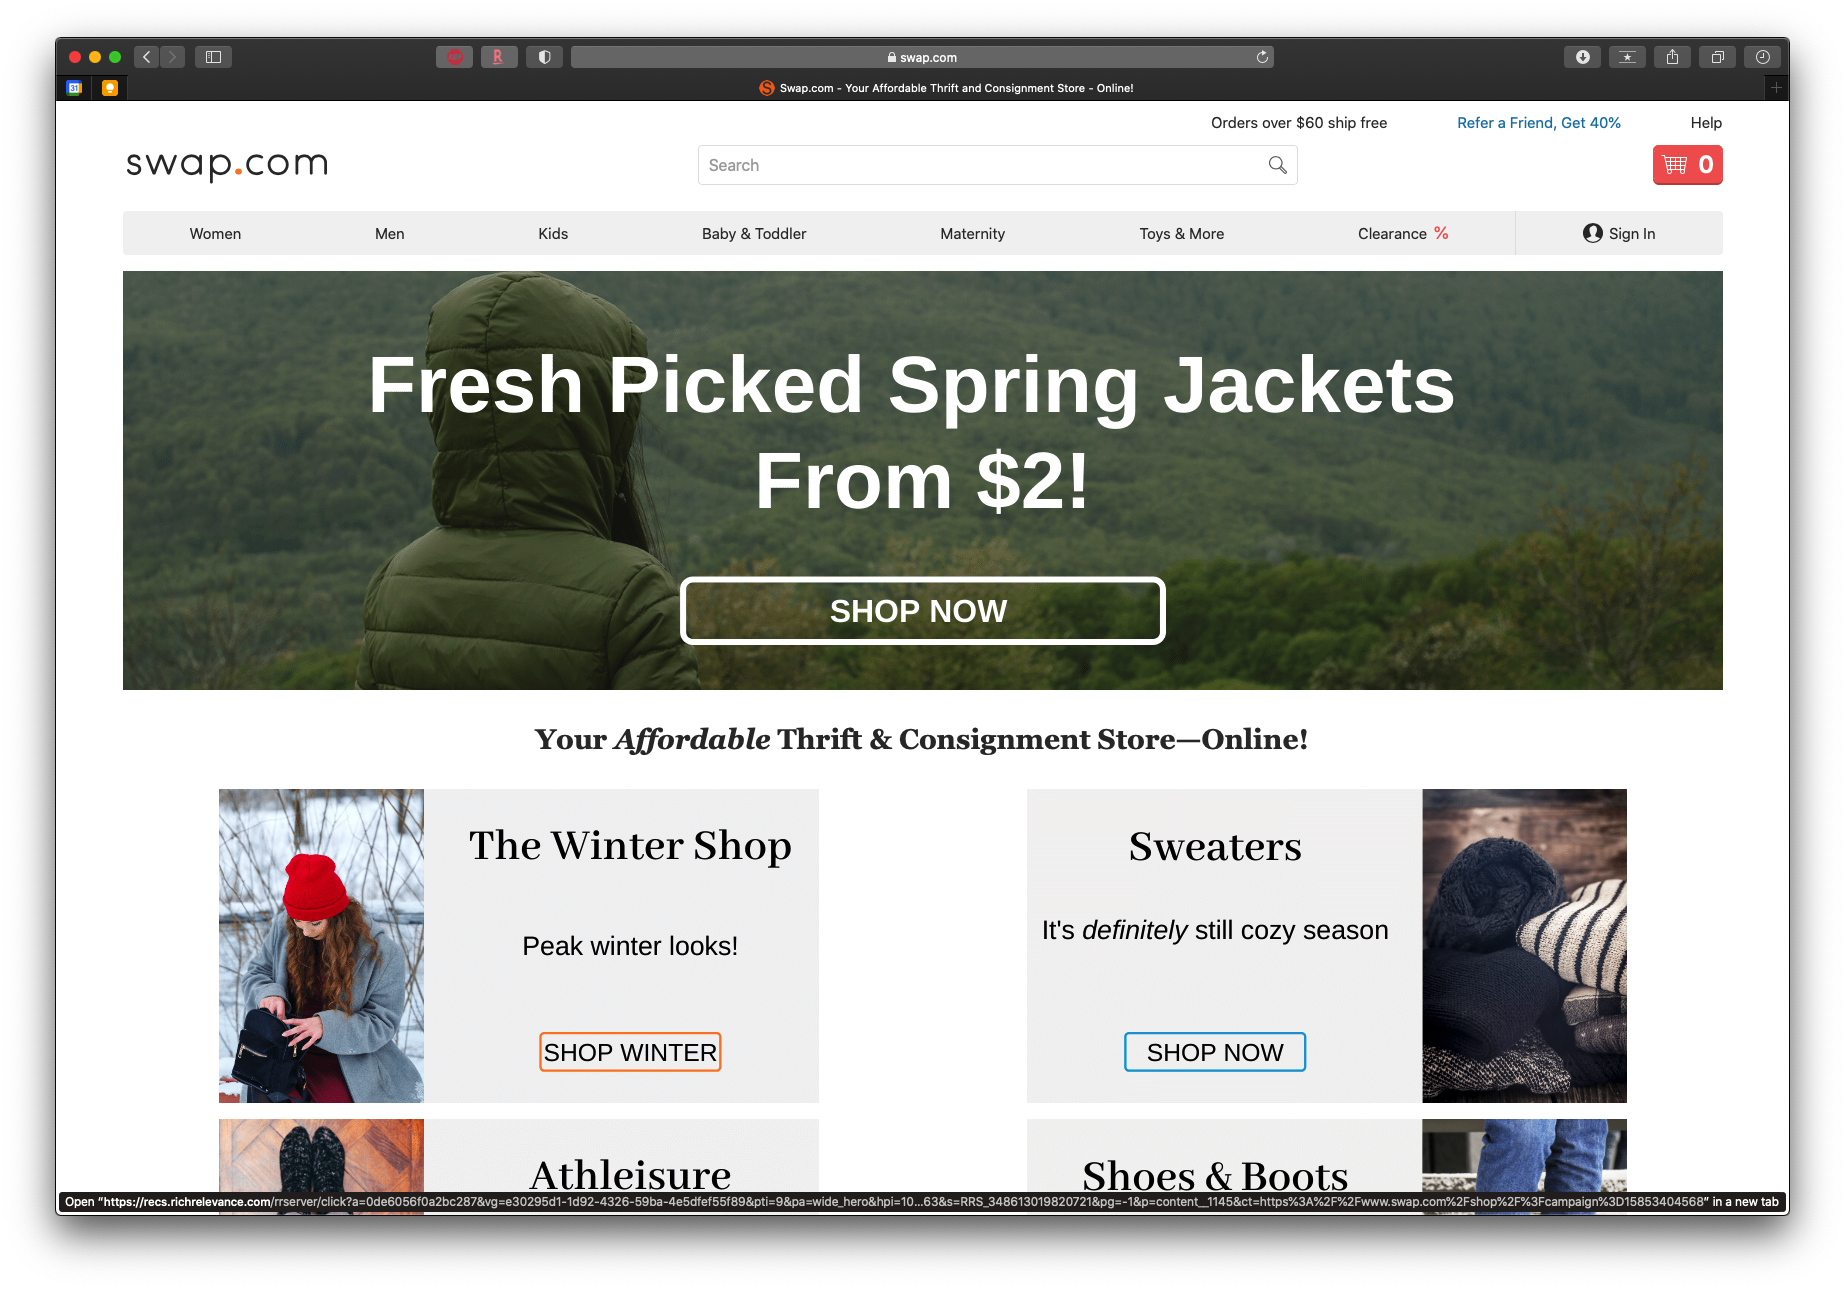 swap.com
31
Swap.com - Your Affordable Thrift and Consignment Store - Online!
Orders over $60 ship free
Refer a Friend, Get 40%
Help
swap.com
Search
0
Women
Men
Kids
Baby & Toddler
Maternity
Toys & More
Clearance %
Sign In
Fresh Picked Spring Jackets
From $2!
SHOP NOW
Your Affordable Thrift & Consignment Store—Online!
The Winter Shop
Peak winter looks!
SHOP WINTER
Sweaters
It's definitely still cozy season
SHOP NOW
Athleisure
Shoes & Boots
Open “https://recs.richrelevance.com/rrserver/click?a=0de6056f0a2bc287&vg=e30295d1-1d92-4326-59ba-4e5dfef55f89&pti=9&pa=wide_hero&hpi=10...63&s=RRS_348613019820721&pg=-1&p=content__1145&ct=https%3A%2F%2Fwww.swap.com%2Fshop%2F%3Fcampaign%3D15853404568” in a new tab